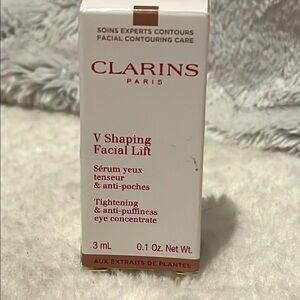 SOINS EXPERTS CONTOURS
FACIAL CONTOURING CARE
CLARINS
PARIS
V Shaping
Facial Lift
Sérum yeux
tenseur
& anti-poches
Tightening
& anti-puffiness
eye concentrate
3 mL 0.1 Oz. Net Wt.
AUX EXTRAITS DE PLANTES